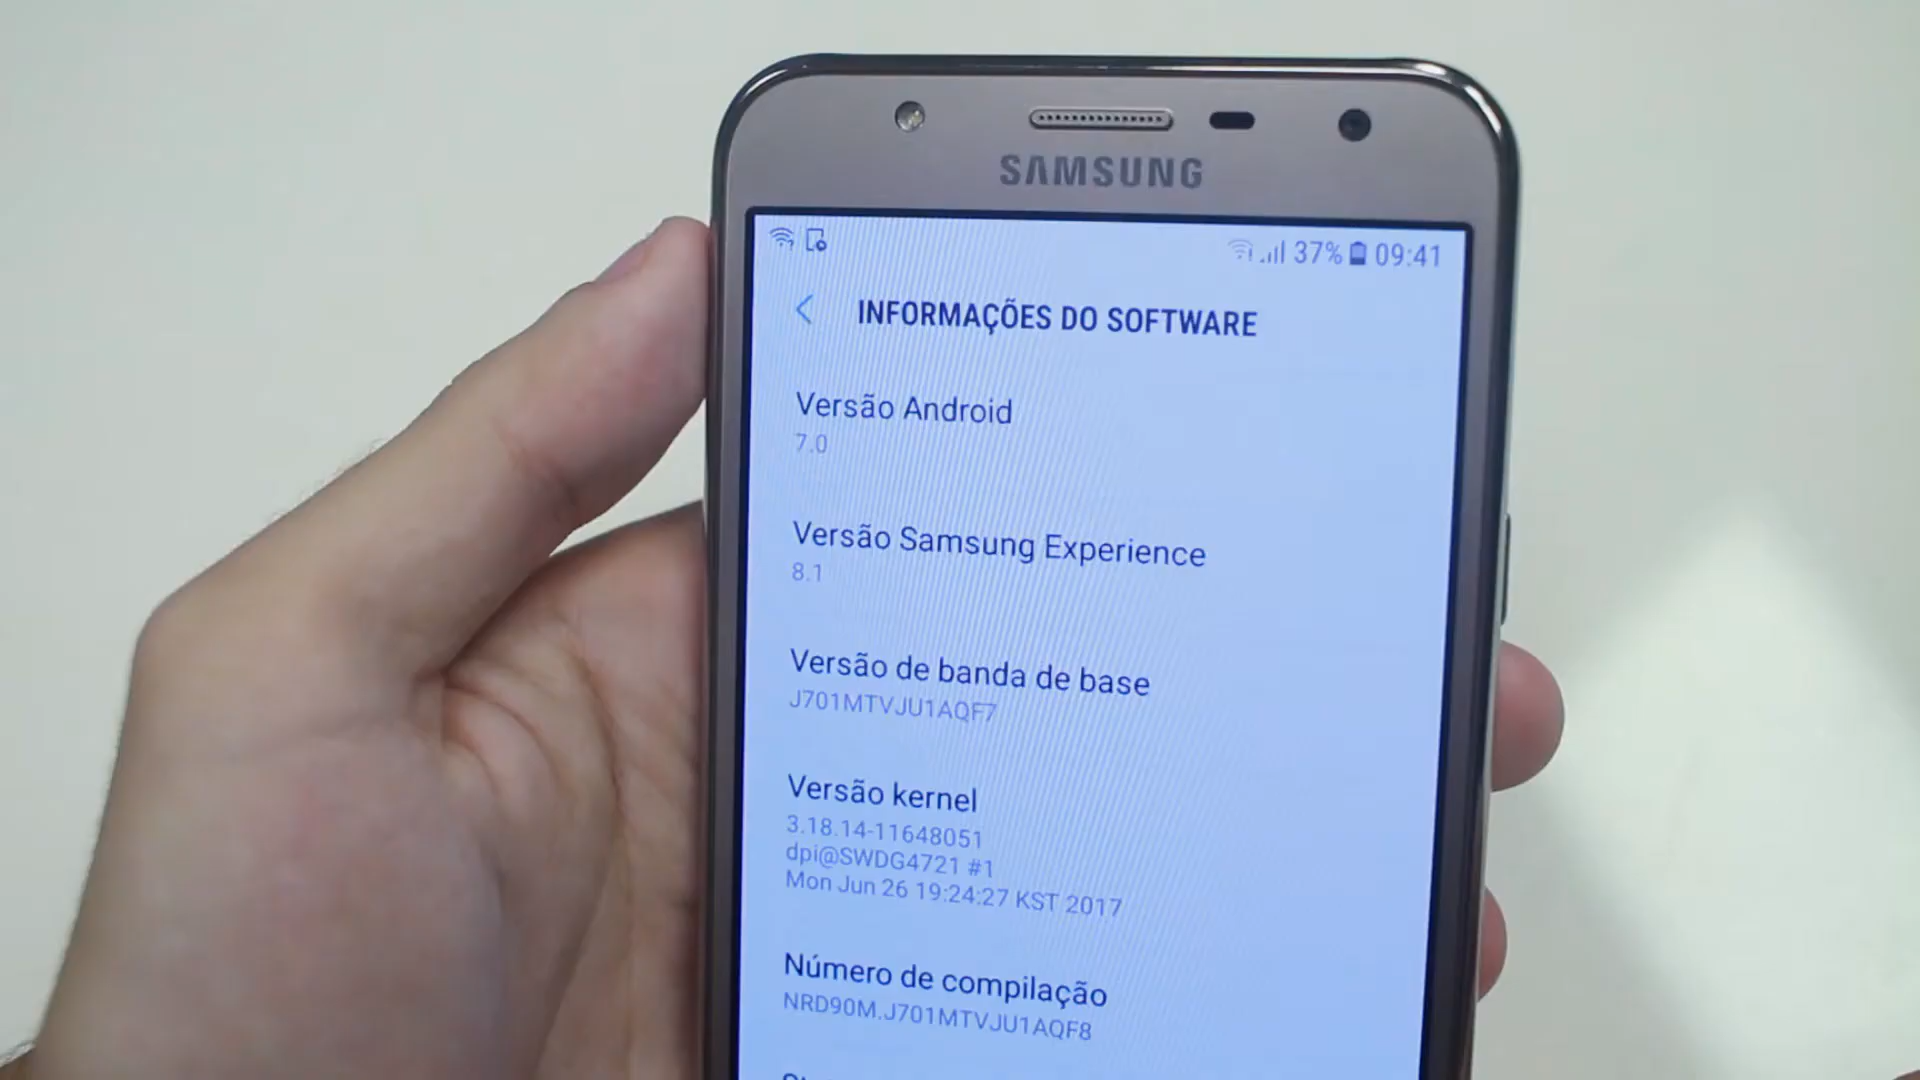 SAMSUNG
37% 09:41
INFORMAÇÕES DO SOFTWARE
Versão Android
7.0
Versão Samsung Experience
8.1
Versão de banda de base
J701MTVJU1AQF7
Versão kernel
3.18.14-11648051
dpi@SWDG4721 #1
Mon Jun 26 19:24:27 KST 2017
Número de compilação
NRD90M.J701MTVJU1AQF8